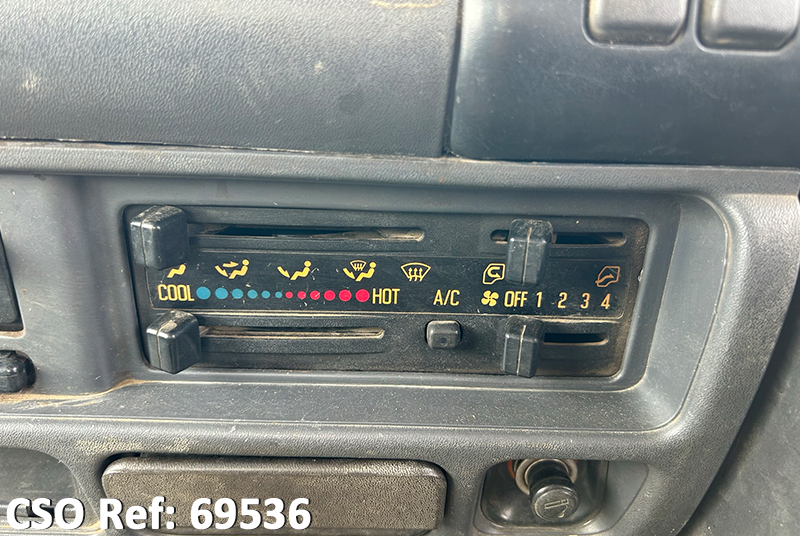 COOL HOT A/C OFF 1 2 3 4
CSO Ref: 69536